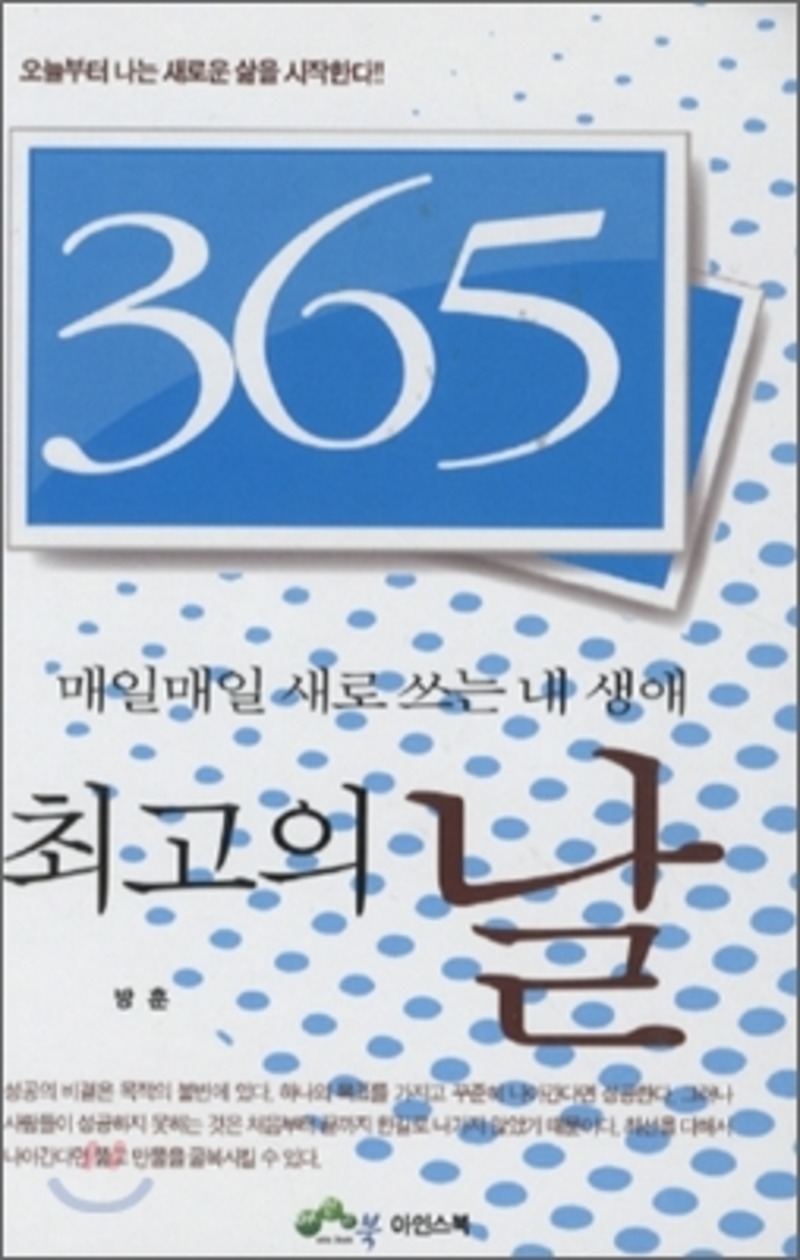 오늘부터 나는 새로운 삶을 시작한다!!
365
매일매일 새로 쓰는 내 생애
최고의 날
방 훈
성공의 비결은 목적의 불변에 있다. 하나의 목표를 가지고 꾸준히 나아간다면 성공한다. 그러나
사람들이 성공하지 못하는 것은 처음부터 끝까지 한길로 나가지 않았기 때문이다. 최선을 다해서
나아간다면 뚫고 만물을 굴복시킬 수 있다.
북 아인스북